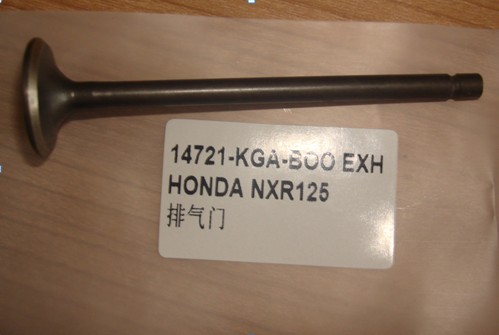 14721-KGA-BOO EXH
HONDA NXR125
排气门